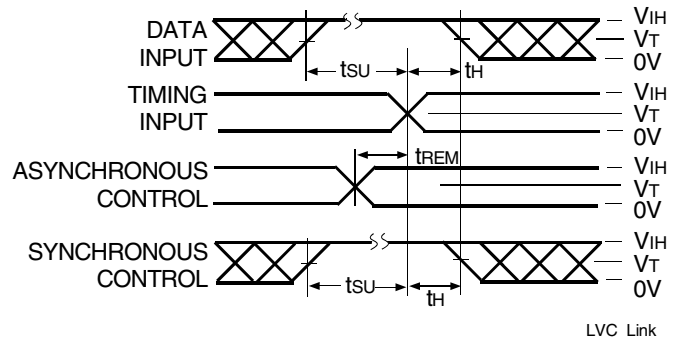 DATA INPUT
tSU
tH
VIH
VT
0V
TIMING INPUT
VIH
VT
0V
tREM
ASYNCHRONOUS CONTROL
VIH
VT
0V
SYNCHRONOUS CONTROL
tSU
tH
VIH
VT
0V
LVC Link